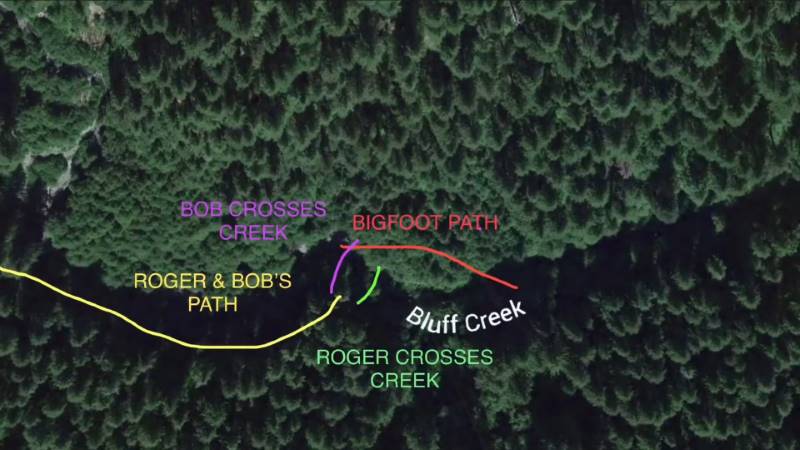 BOB CROSSES
CREEK
BIGFOOT PATH
ROGER & BOB'S
PATH
Bluff Creek
ROGER CROSSES
CREEK